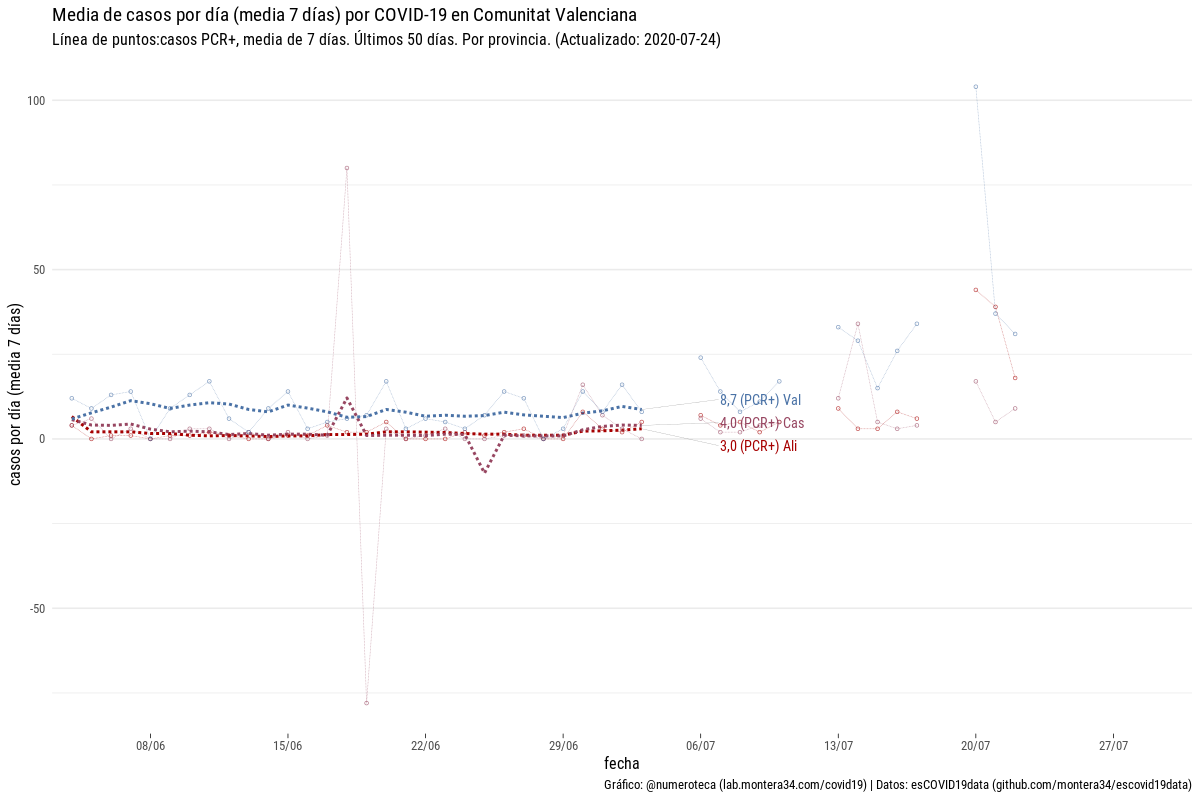 Media de casos por día (media 7 días) por COVID-19 en Comunitat Valenciana
Línea de puntos:casos PCR+, media de 7 días. Últimos 50 días. Por provincia. (Actualizado: 2020-07-24)
casos por día (media 7 días)
100
50
0
-50
8,7 (PCR+) Val
4,0 (PCR+) Cas
3,0 (PCR+) Ali
08/06
15/06
22/06
29/06
06/07
13/07
20/07
27/07
fecha
Gráfico: @numeroteca (lab.montera34.com/covid19) | Datos: esCOVID19data (github.com/montera34/escovid19data)